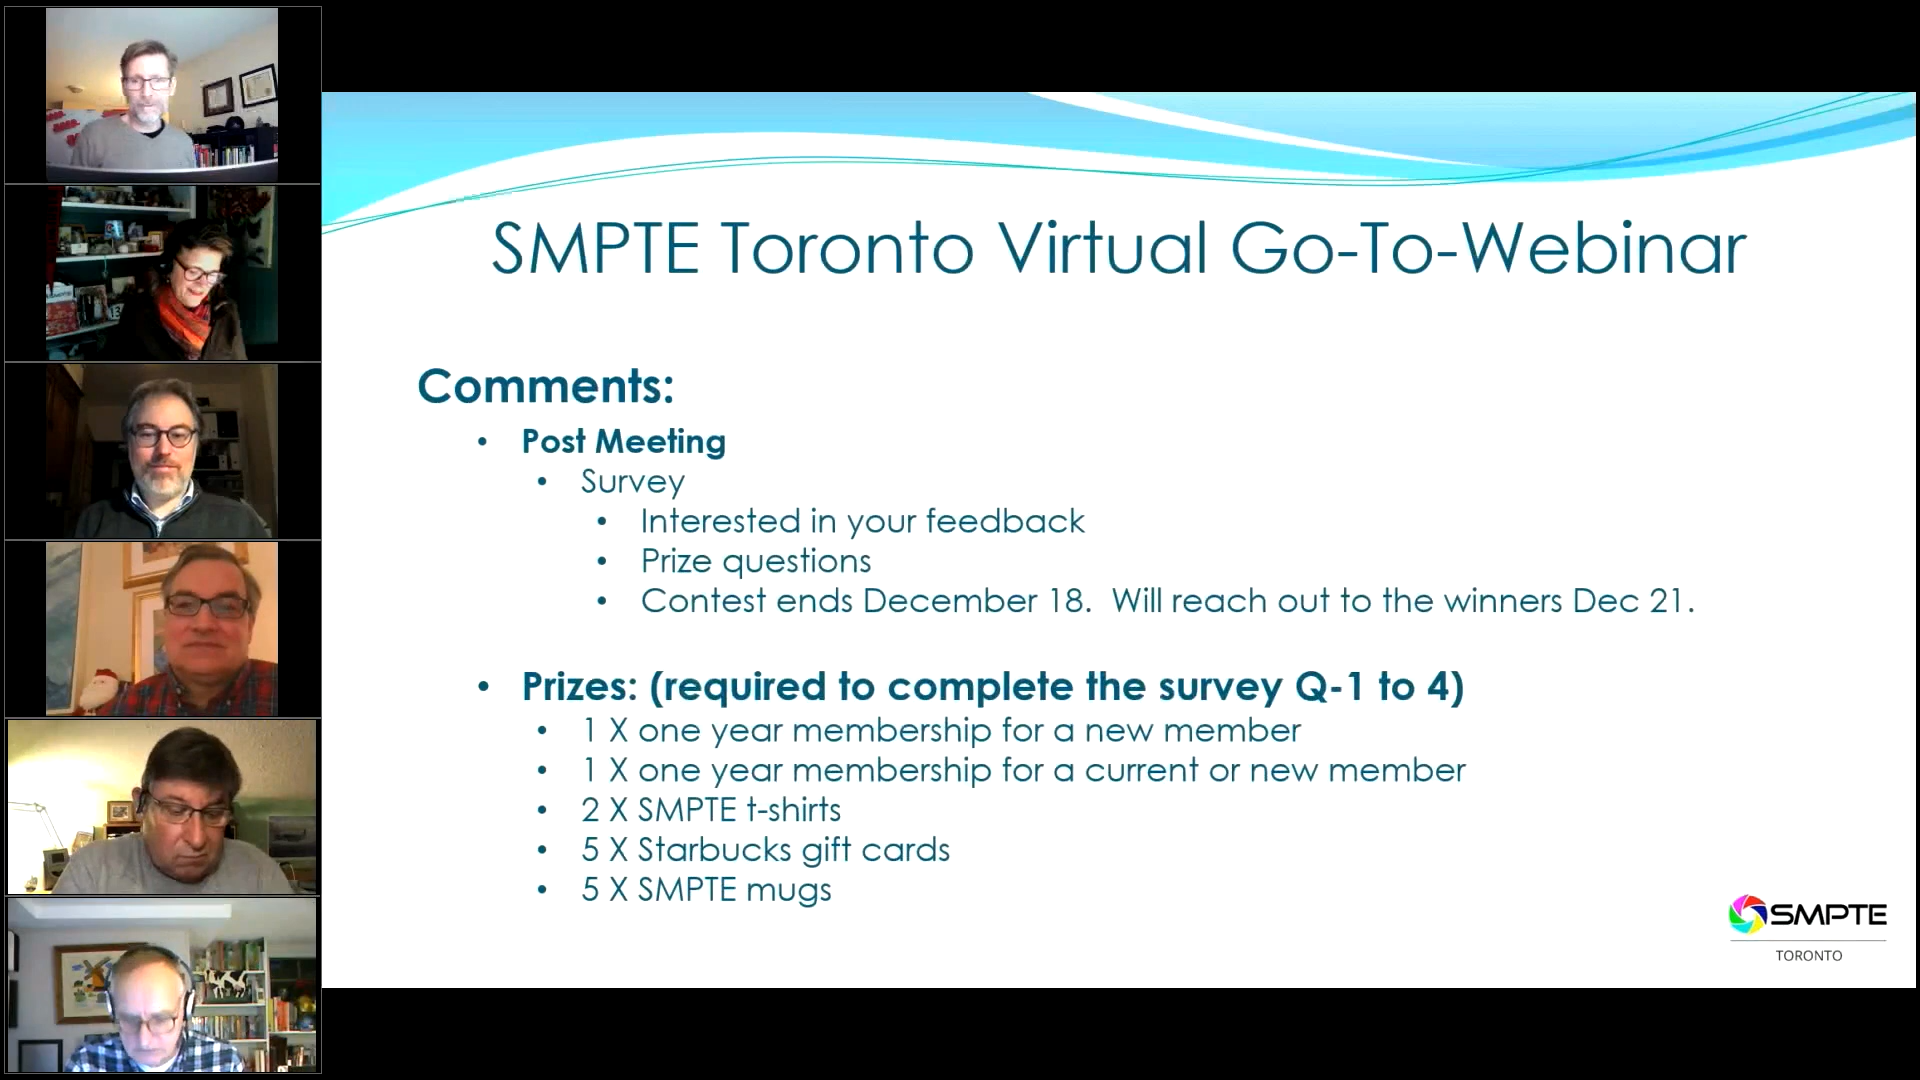 SMPTE Toronto Virtual Go-To-Webinar
Comments:
• Post Meeting
• Survey
• Interested in your feedback
• Prize questions
• Contest ends December 18.  Will reach out to the winners Dec 21.
• Prizes: (required to complete the survey Q-1 to 4)
• 1 X one year membership for a new member
• 1 X one year membership for a current or new member
• 2 X SMPTE t-shirts
• 5 X Starbucks gift cards
• 5 X SMPTE mugs
SMPTE
TORONTO